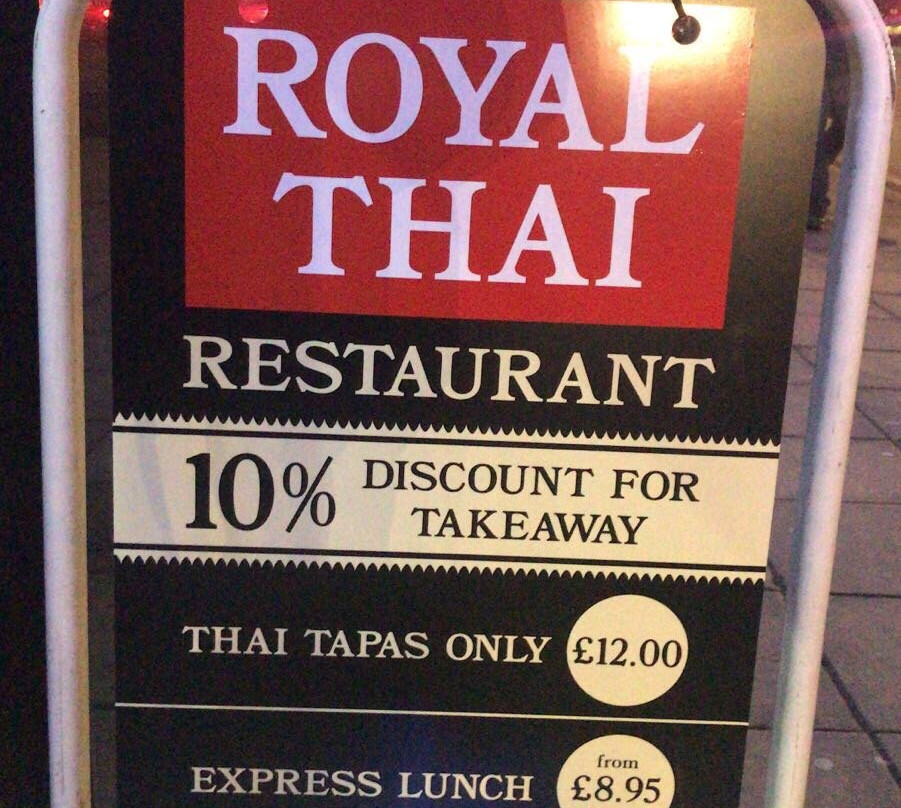 ROYAL
THAI
RESTAURANT
10% DISCOUNT FOR
TAKEAWAY
THAI TAPAS ONLY £12.00
EXPRESS LUNCH from £8.95